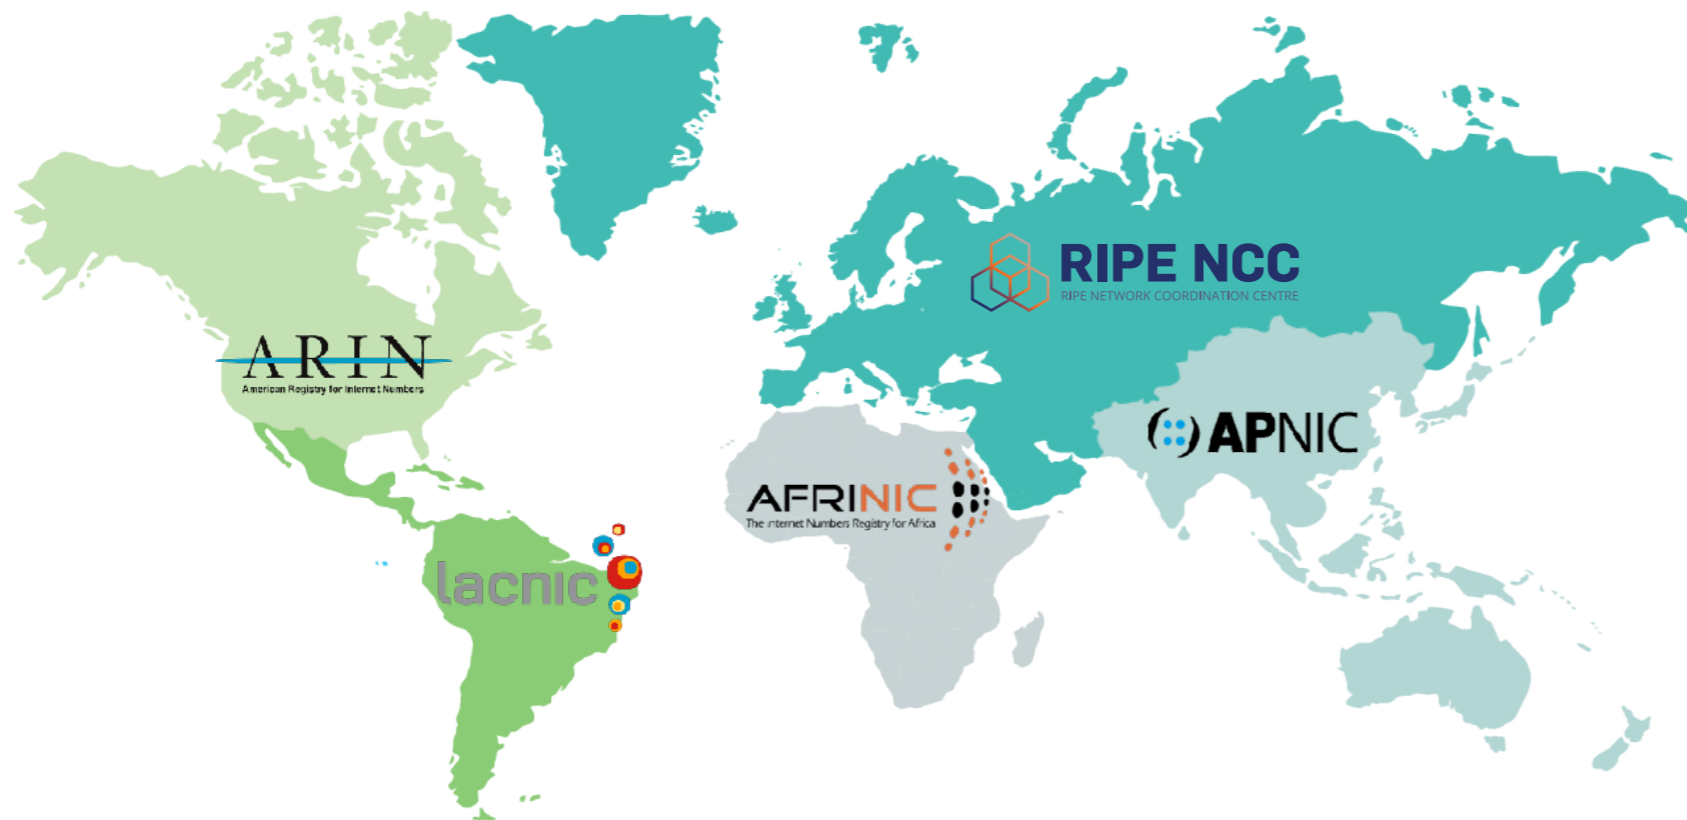 RIPE NCC
RIPE NETWORK COORDINATION CENTRE
ARIN
American Registry for Internet Numbers
APNIC
AFRINIC
The Internet Numbers Registry for Africa
lacnic